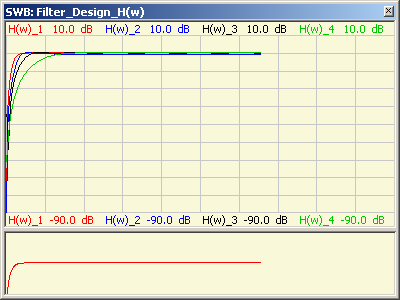 SWB: Filter_Design_H(w)
H(w)_1 10.0 dB H(w)_2 10.0 dB H(w)_3 10.0 dB H(w)_4 10.0 dB
H(w)_1 -90.0 dB H(w)_2 -90.0 dB H(w)_3 -90.0 dB H(w)_4 -90.0 dB